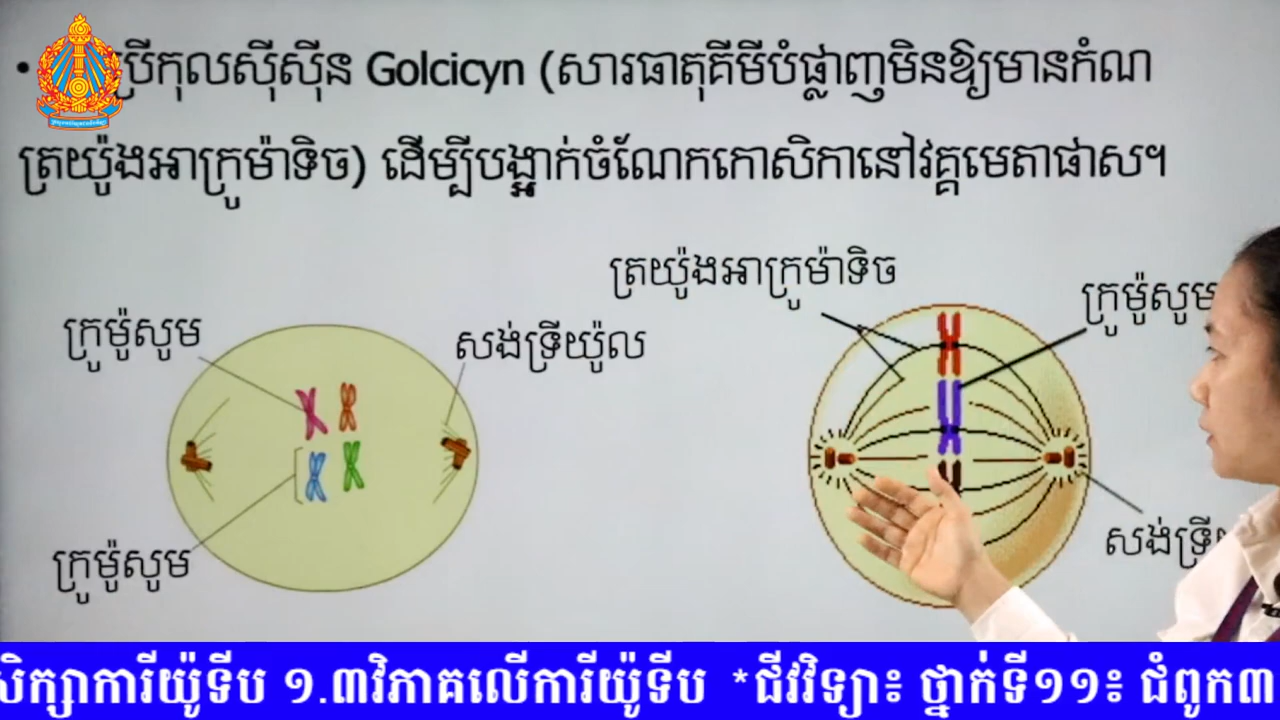 • ប្រើកុលស៊ីស៊ីន Golcicyn (សារធាតុគីមីបំផ្លាញមិនឱ្យមានកំណ
ត្រយ៉ូងអាក្រូម៉ាទិច) ដើម្បីបង្អាក់ចំណែកកោសិកានៅវគ្គមេតាផាស។
ត្រយ៉ូងអាក្រូម៉ាទិច
ក្រូម៉ូសូម
ក្រូម៉ូសូម
សង់ទ្រីយ៉ូល
ក្រូម៉ូសូម
សង់ទ្រី
សិក្សាការីយ៉ូទីប ១.៣វិភាគលើការីយ៉ូទីប *ជីវវិទ្យា៖ ថ្នាក់ទី១១៖ ជំពូក៣